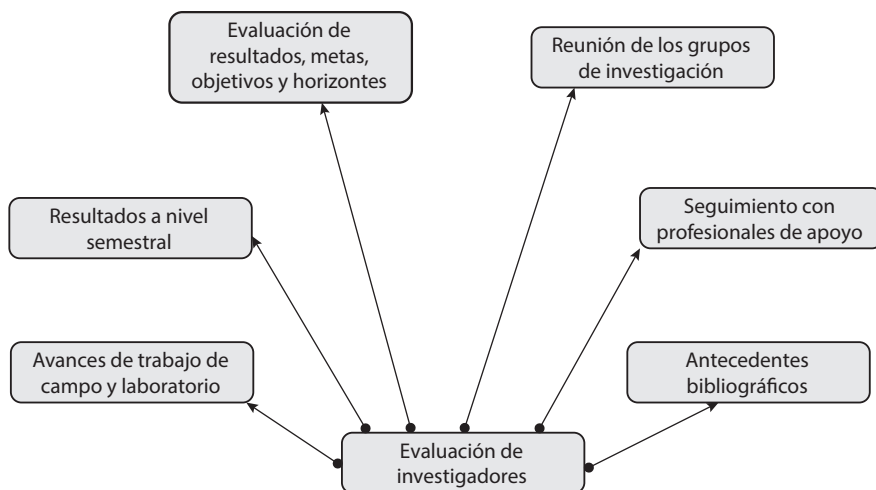 Evaluación de
resultados, metas,
objetivos y horizontes
Reunión de los grupos
de investigación
Resultados a nivel
semestral
Seguimiento con
profesionales de apoyo
Avances de trabajo de
campo y laboratorio
Antecedentes
bibliográficos
Evaluación de
investigadores